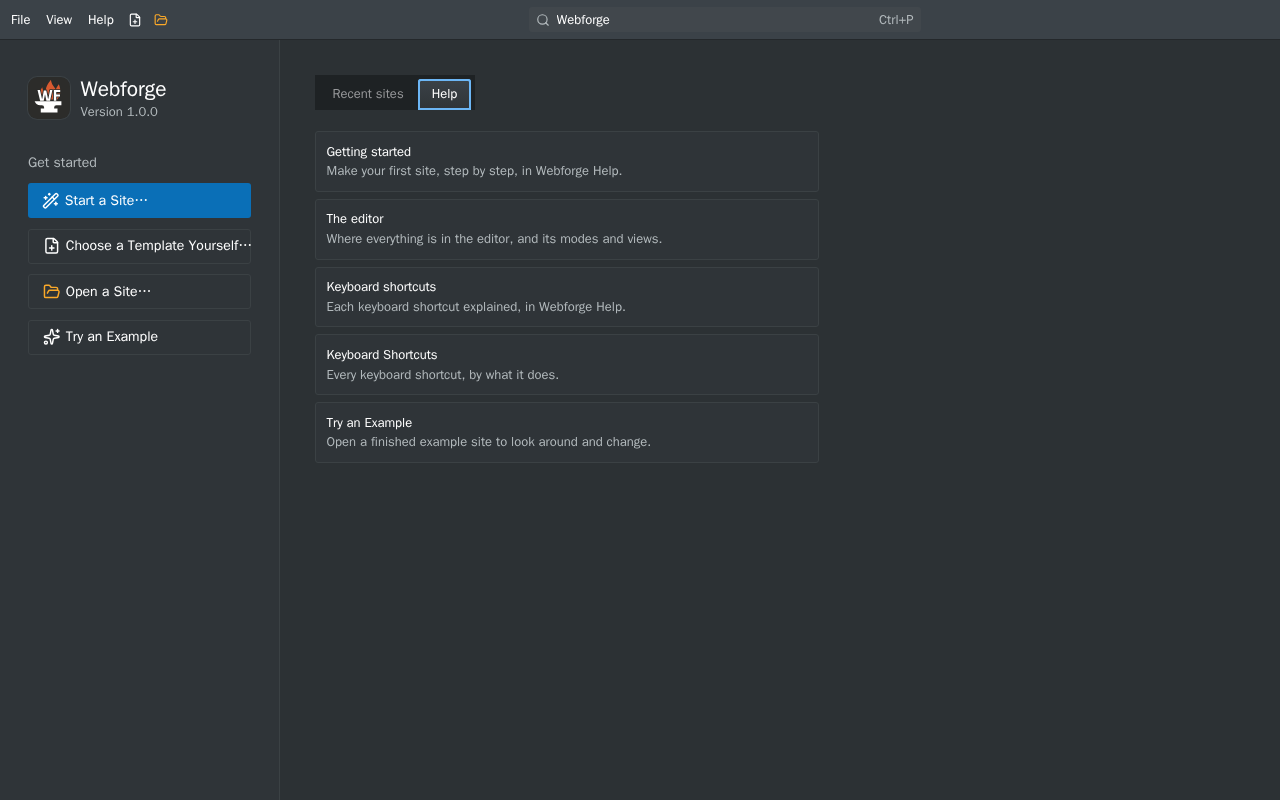 File View Help
Webforge Ctrl+P
WF
Webforge
Version 1.0.0
Get started
Start a Site···
Choose a Template Yourself···
Open a Site···
Try an Example
Recent sites Help
Getting started
Make your first site, step by step, in Webforge Help.
The editor
Where everything is in the editor, and its modes and views.
Keyboard shortcuts
Each keyboard shortcut explained, in Webforge Help.
Keyboard Shortcuts
Every keyboard shortcut, by what it does.
Try an Example
Open a finished example site to look around and change.